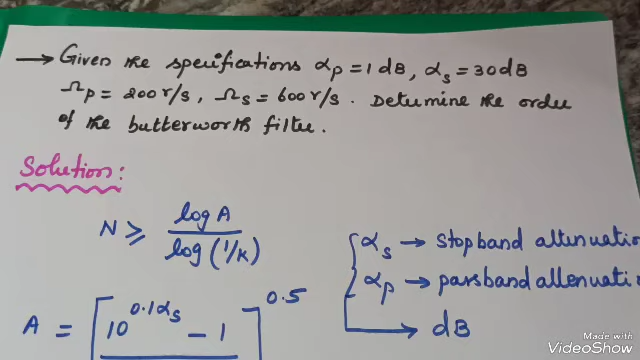 → Given the specifications αp = 1 dB, αs = 30 dB
Ωp = 200 r/s, Ωs = 600 r/s. Determine the order
of the butterworth filter.
Solution:
N ≥ log A / log (1/k)
αs → stopband attenuation
αp → passband attenuation
→ dB
A = [10^0.1αs − 1]^0.5
Made with
VideoShow